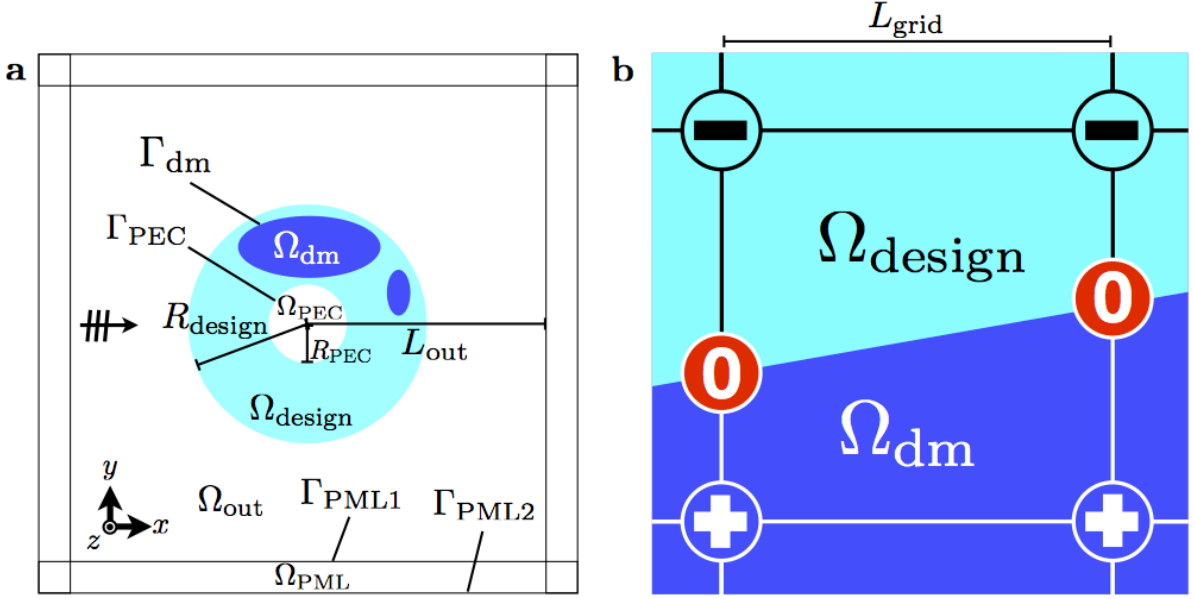 a
Γdm
ΓPEC
Ωdm
ΩPEC
Rdesign
RPEC
Lout
Ωdesign
y
x
z
Ωout
ΓPML1
ΓPML2
ΩPML
b
Lgrid
Ωdesign
0
0
Ωdm